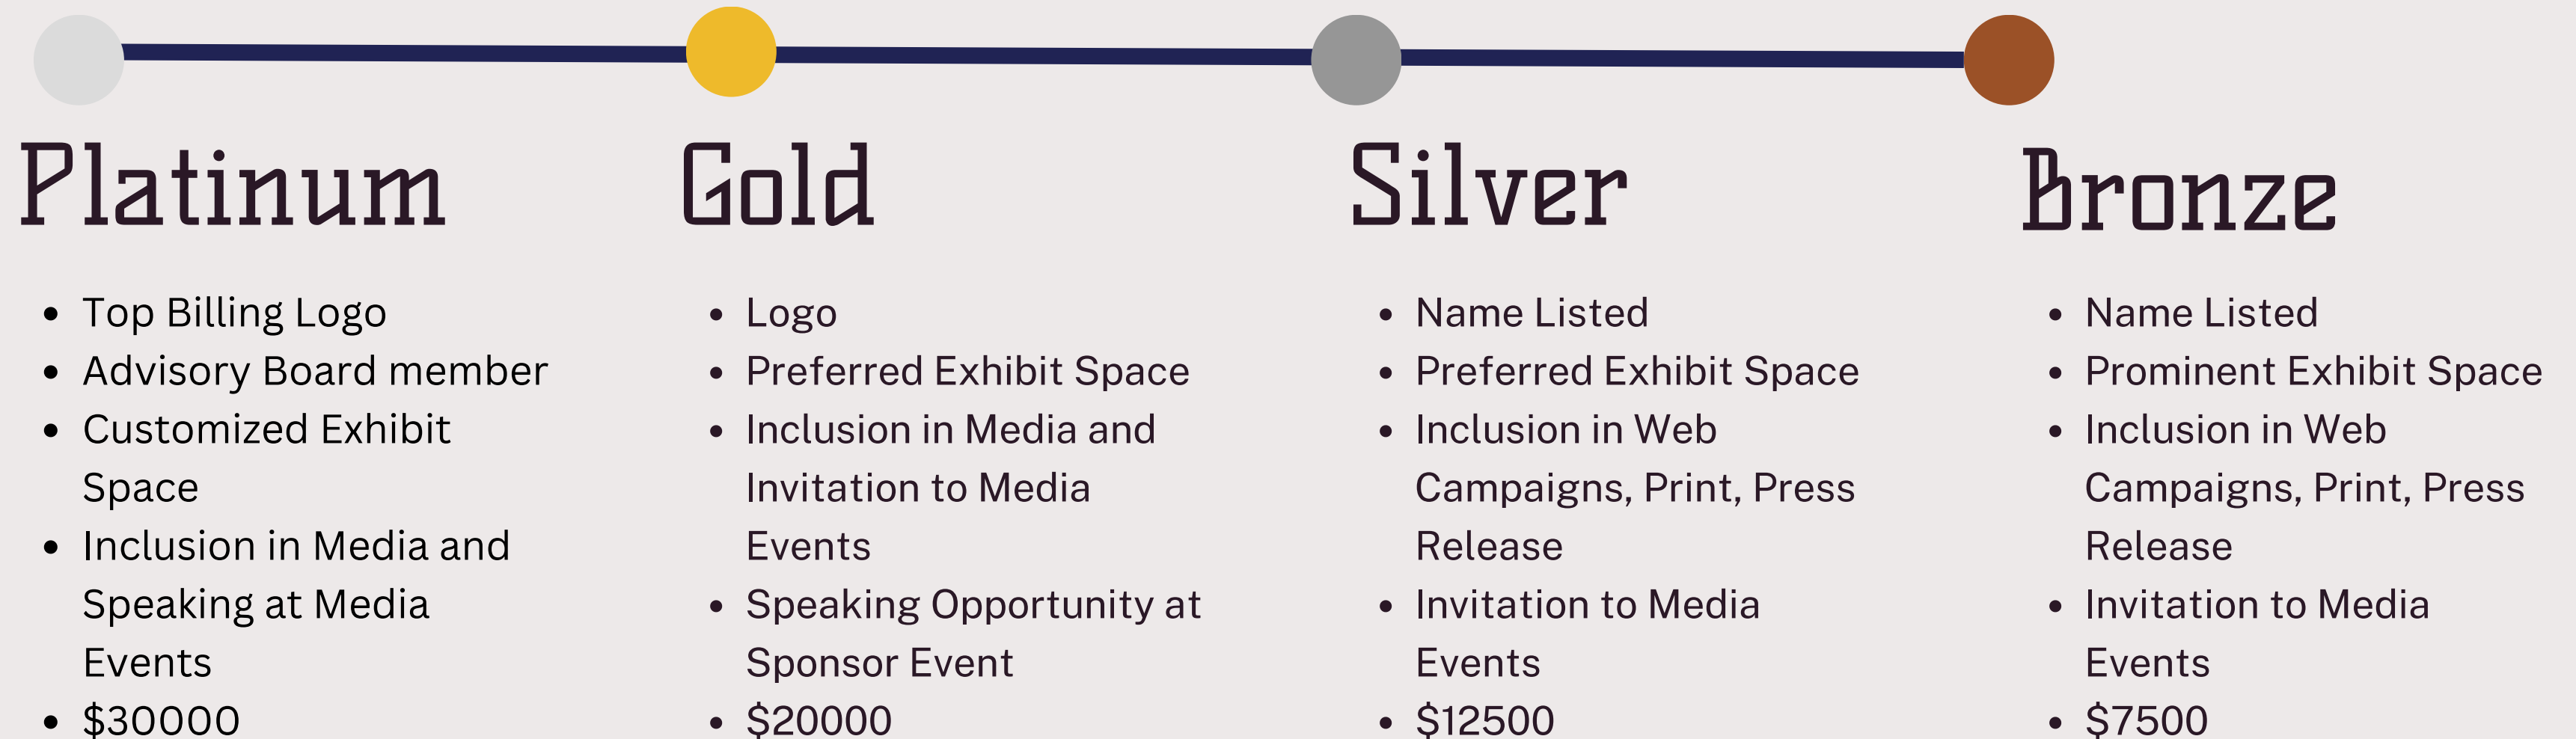 Platinum
• Top Billing Logo
• Advisory Board member
• Customized Exhibit
Space
• Inclusion in Media and
Speaking at Media
Events
• $30000
Gold
• Logo
• Preferred Exhibit Space
• Inclusion in Media and
Invitation to Media
Events
• Speaking Opportunity at
Sponsor Event
• $20000
Silver
• Name Listed
• Preferred Exhibit Space
• Inclusion in Web
Campaigns, Print, Press
Release
• Invitation to Media
Events
• $12500
Bronze
• Name Listed
• Prominent Exhibit Space
• Inclusion in Web
Campaigns, Print, Press
Release
• Invitation to Media
Events
• $7500